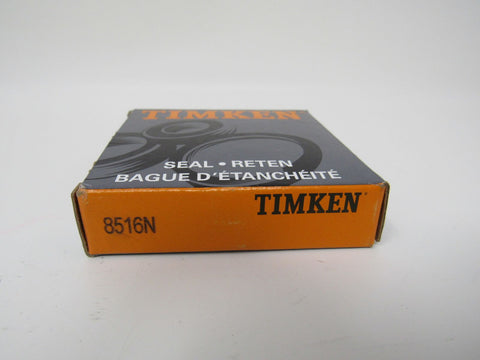 TIMKEN
SEAL • RETEN
BAGUE D'ÉTANCHÉITÉ
TIMKEN
8516N